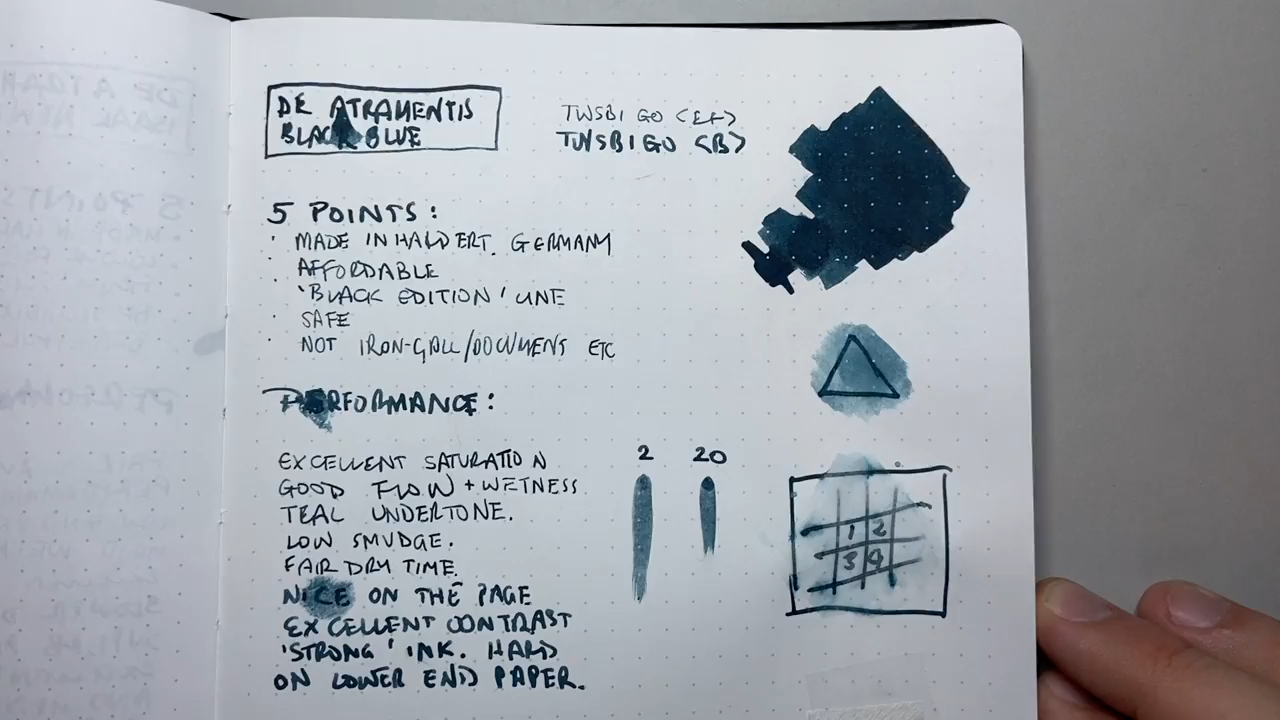 DE ATRAMENTIS
BLACK BLUE
TWSBI GO <EF>
TWSBI GO <B>
5 POINTS:
· MADE IN HALDERT. GERMANY
· AFFORDABLE
· 'BLACK EDITION' LINE
· SAFE
· NOT IRON-GALL/DOCUMENS ETC
PERFORMANCE:
EXCELLENT SATURATION
GOOD FLOW + WETNESS
TEAL UNDERTONE.
LOW SMUDGE.
FAIR DRY TIME.
NICE ON THE PAGE
EXCELLENT CONTRAST
'STRONG' INK. HARD
ON LOWER END PAPER.
2 20
1 2
3 4